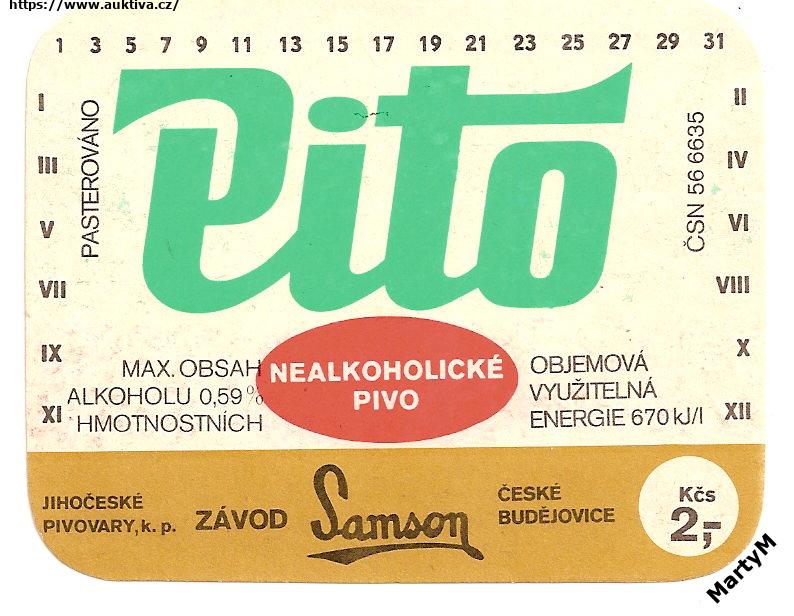 https://www.auktiva.cz/
1 3 5 7 9 11 13 15 17 19 21 23 25 27 29 31
I
III
V
VII
IX
XI
PASTEROVÁNO
Pito
ČSN 56 6635
II
IV
VI
VIII
X
XII
MAX. OBSAH
ALKOHOLU 0,59%
HMOTNOSTNÍCH
NEALKOHOLICKÉ
PIVO
OBJEMOVÁ
VYUŽITELNÁ
ENERGIE 670 kJ/l
JIHOČESKÉ
PIVOVARY, k. p.
ZÁVOD
Samson
ČESKÉ
BUDĚJOVICE
Kčs
2,-
MartyM